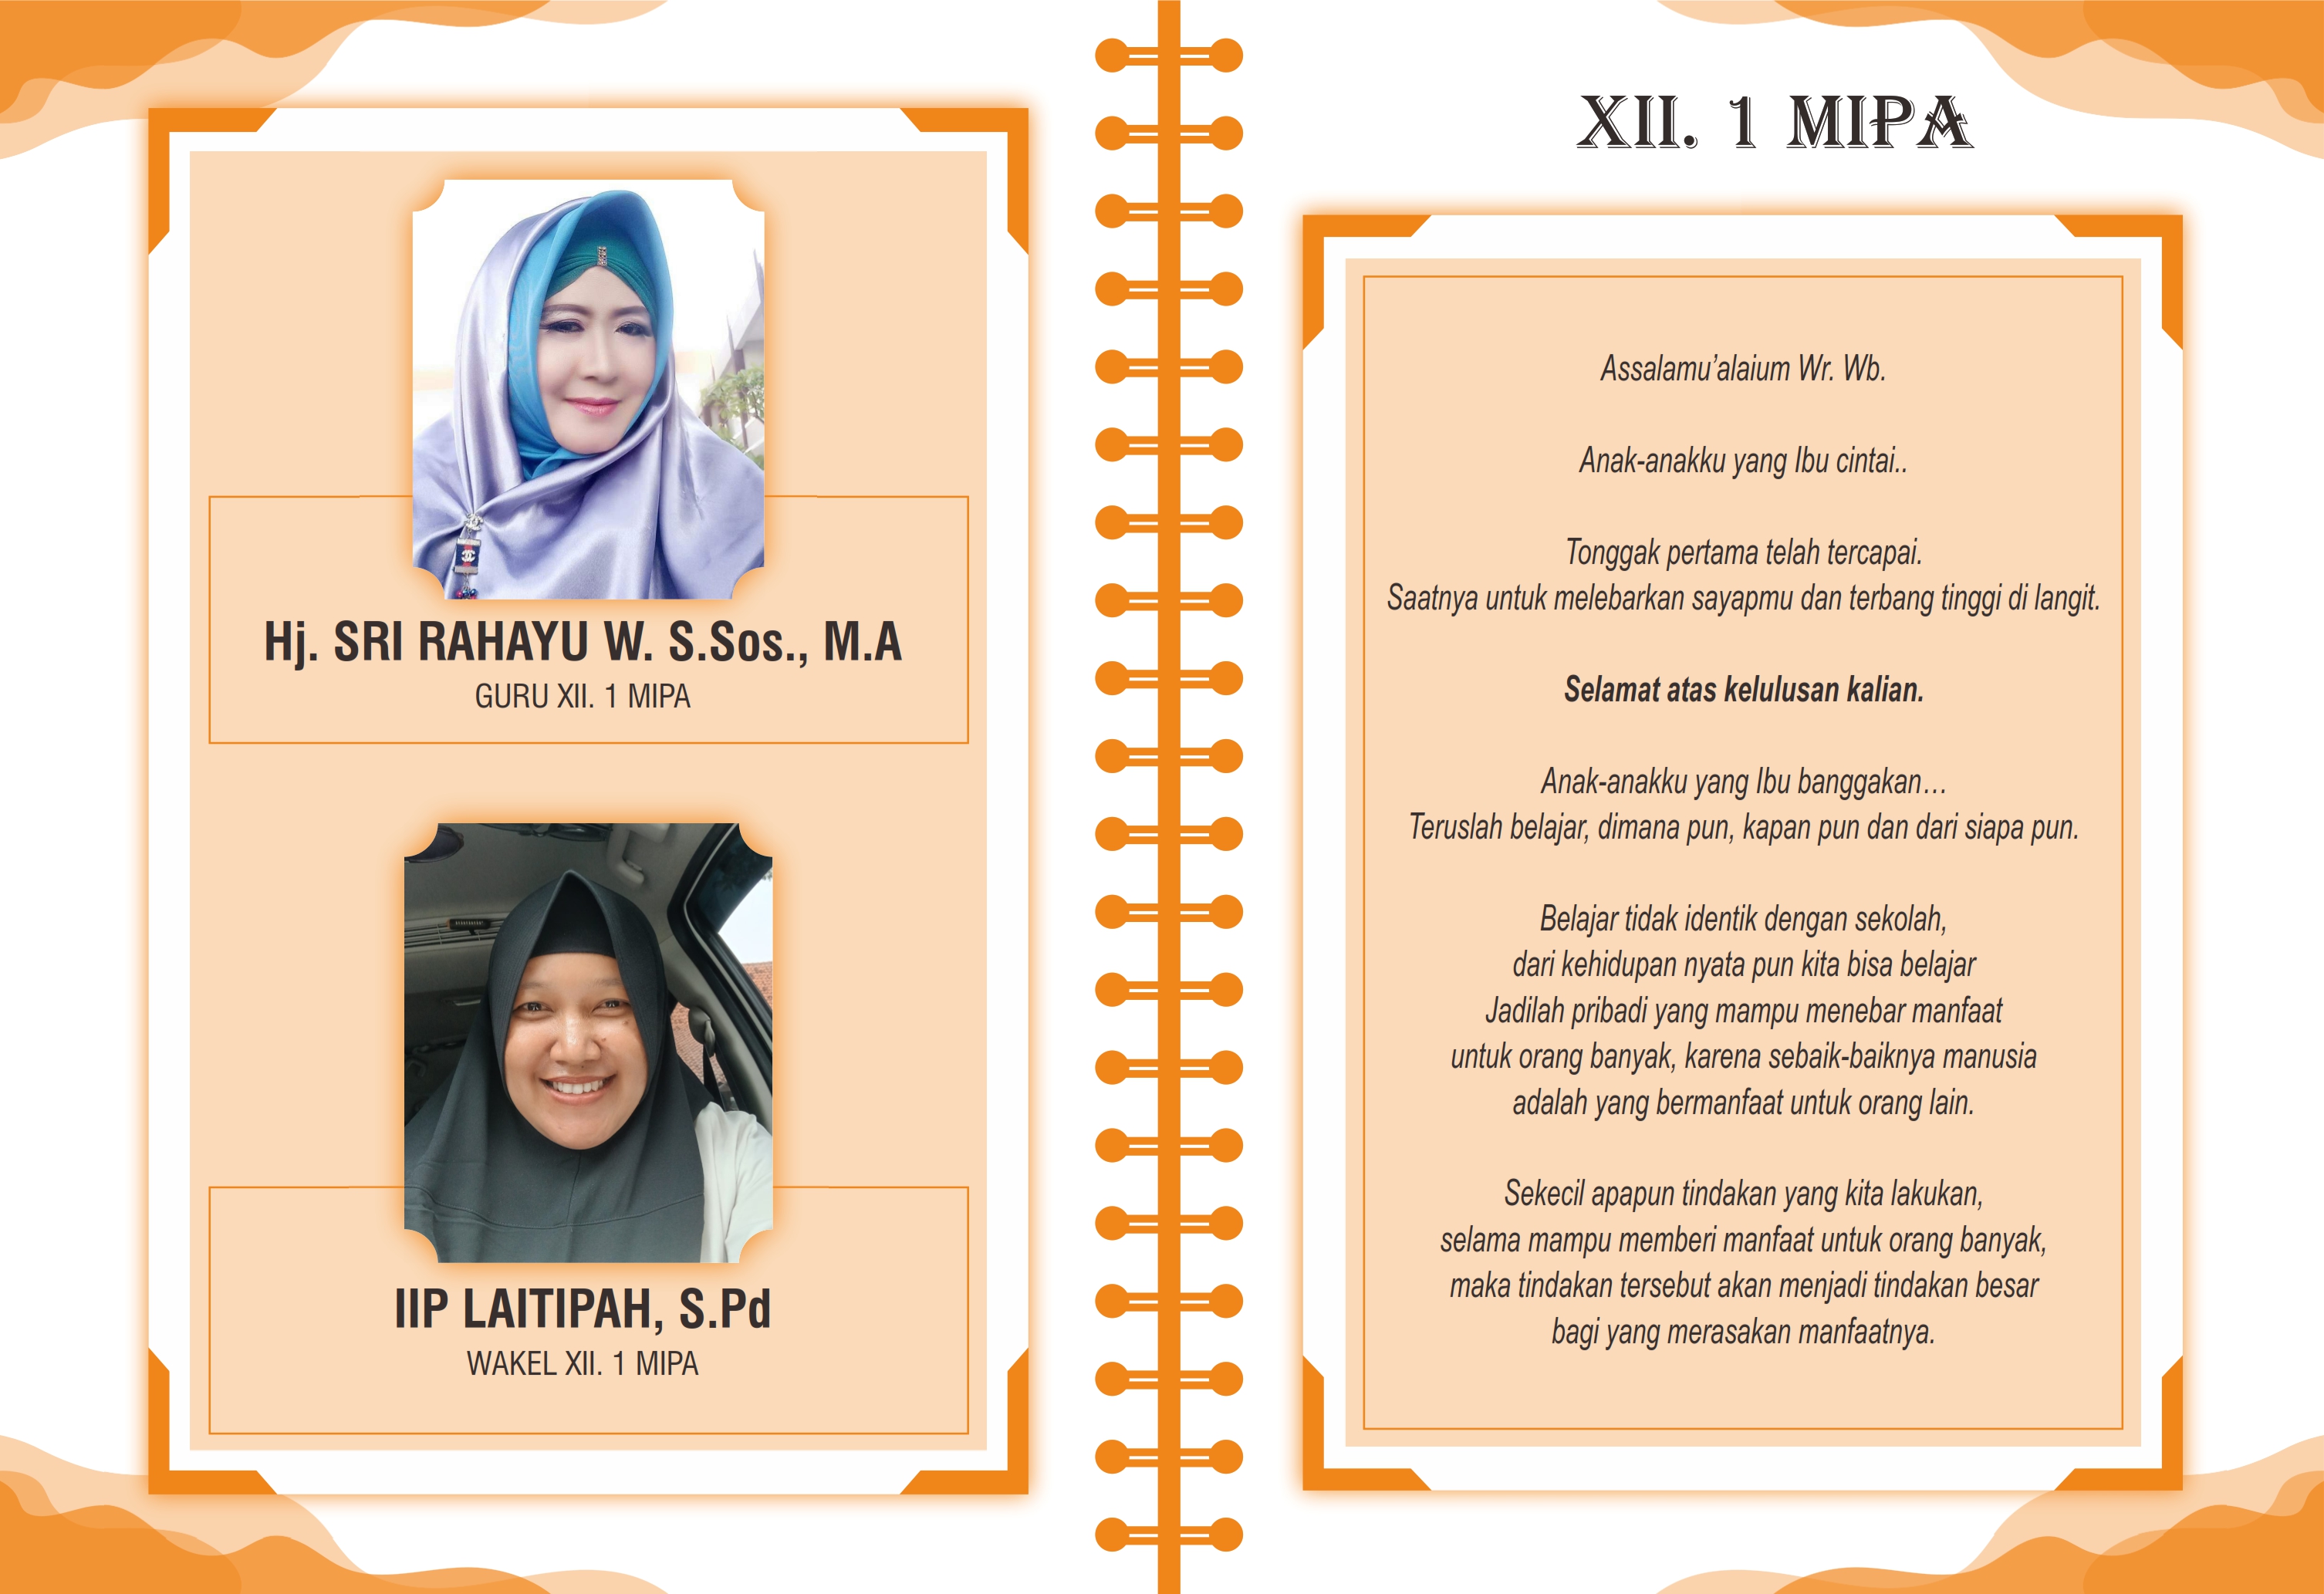 Hj. SRI RAHAYU W. S.Sos., M.A
GURU XII. 1 MIPA
IIP LAITIPAH, S.Pd
WAKEL XII. 1 MIPA
XII. 1 MIPA
Assalamu’alaium Wr. Wb.
Anak-anakku yang Ibu cintai..
Tonggak pertama telah tercapai.
Saatnya untuk melebarkan sayapmu dan terbang tinggi di langit.
Selamat atas kelulusan kalian.
Anak-anakku yang Ibu banggakan…
Teruslah belajar, dimana pun, kapan pun dan dari siapa pun.
Belajar tidak identik dengan sekolah,
dari kehidupan nyata pun kita bisa belajar
Jadilah pribadi yang mampu menebar manfaat
untuk orang banyak, karena sebaik-baiknya manusia
adalah yang bermanfaat untuk orang lain.
Sekecil apapun tindakan yang kita lakukan,
selama mampu memberi manfaat untuk orang banyak,
maka tindakan tersebut akan menjadi tindakan besar
bagi yang merasakan manfaatnya.